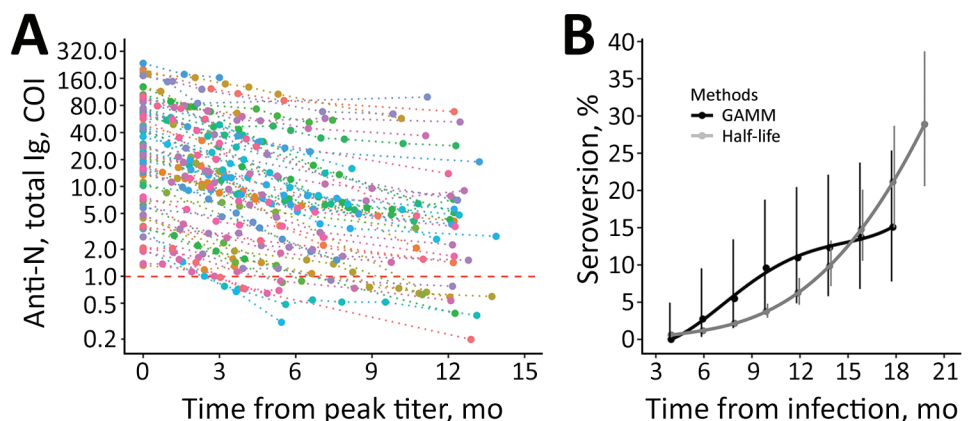 A
Anti-N, total Ig, COI
320.0
160.0
80.0
40.0
20.0
10.0
5.0
2.0
1.0
0.5
0.2
0 3 6 9 12 15
Time from peak titer, mo
B
Seroversion, %
40
35
30
25
20
15
10
5
0
Methods
GAMM
Half-life
3 6 9 12 15 18 21
Time from infection, mo